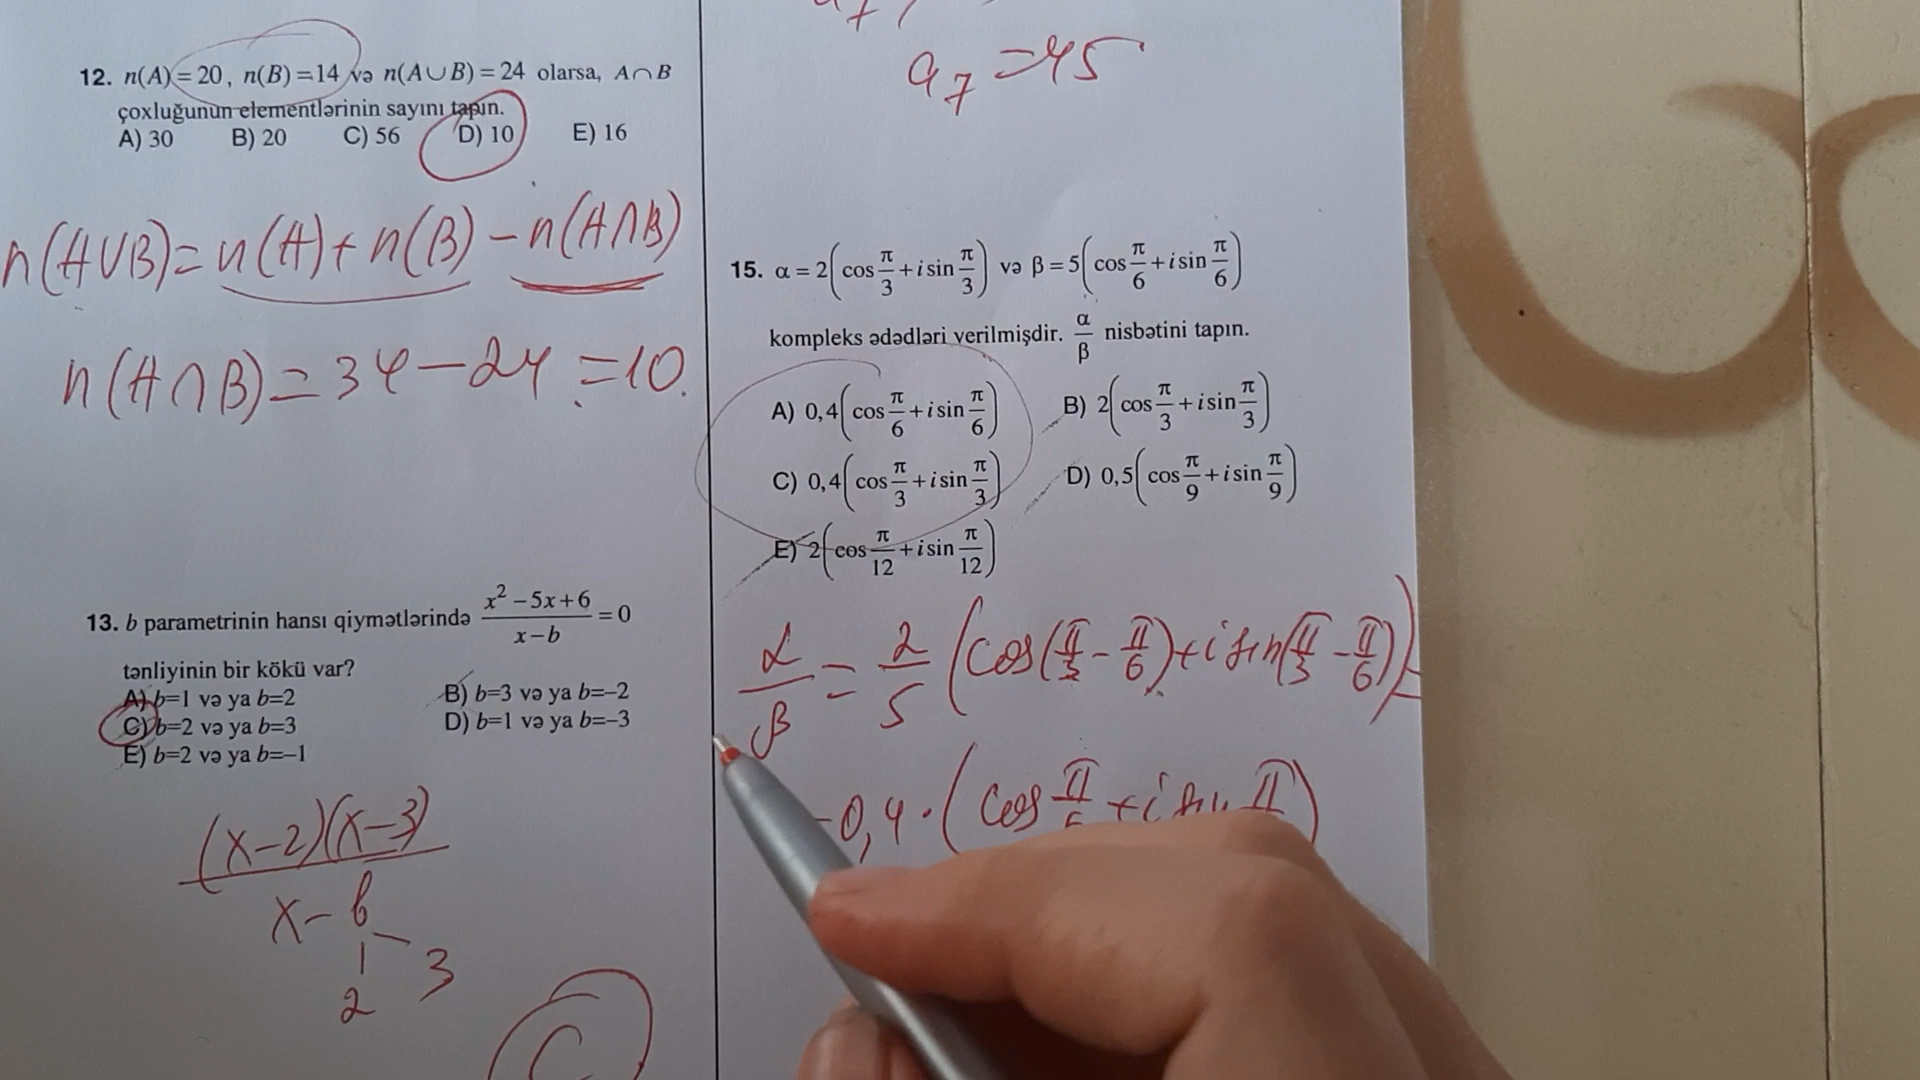 12. n(A) = 20, n(B) = 14 və n(A∪B) = 24 olarsa, A∩B
çoxluğunun elementlərinin sayını tapın.
A) 30 B) 20 C) 56 D) 10 E) 16
n(A∪B) = n(A) + n(B) − n(A∩B)
n(A∩B) = 34 − 24 = 10.
13. b parametrinin hansı qiymətlərində (x² − 5x + 6)/(x − b) = 0
tənliyinin bir kökü var?
A) b=1 və ya b=2 B) b=3 və ya b=−2
C) b=2 və ya b=3 D) b=1 və ya b=−3
E) b=2 və ya b=−1
(x−2)(x−3)
x − b
2 3
C
a₇ = 45
15. α = 2(cos π/3 + i sin π/3) və β = 5(cos π/6 + i sin π/6)
kompleks ədədləri verilmişdir. α/β nisbətini tapın.
A) 0,4(cos π/6 + i sin π/6) B) 2(cos π/3 + i sin π/3)
C) 0,4(cos π/3 + i sin π/3) D) 0,5(cos π/9 + i sin π/9)
E) 2(cos π/12 + i sin π/12)
α/β = 2/5 (cos(π/3 − π/6) + i sin(π/3 − π/6)) =
0,4 · (cos π/6 + i sin π )